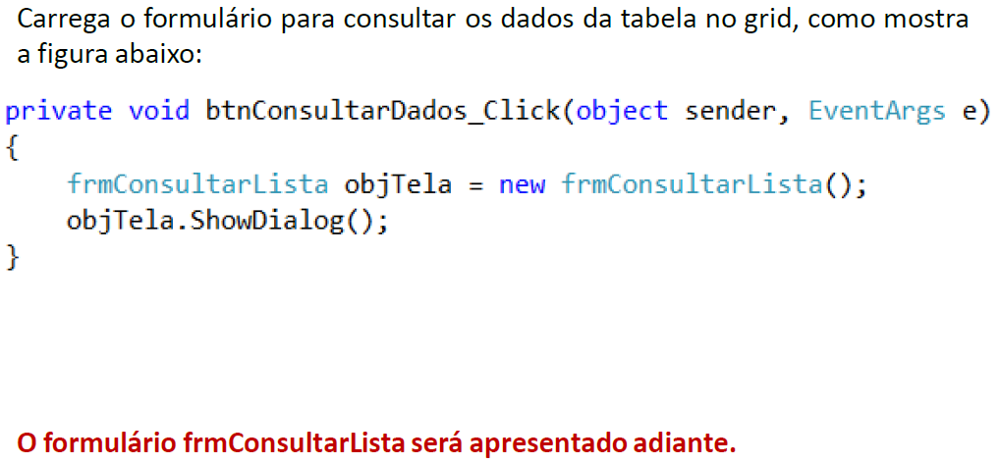 Carrega o formulário para consultar os dados da tabela no grid, como mostra
a figura abaixo:
private void btnConsultarDados_Click(object sender, EventArgs e)
{
    frmConsultarLista objTela = new frmConsultarLista();
    objTela.ShowDialog();
}
O formulário frmConsultarLista será apresentado adiante.